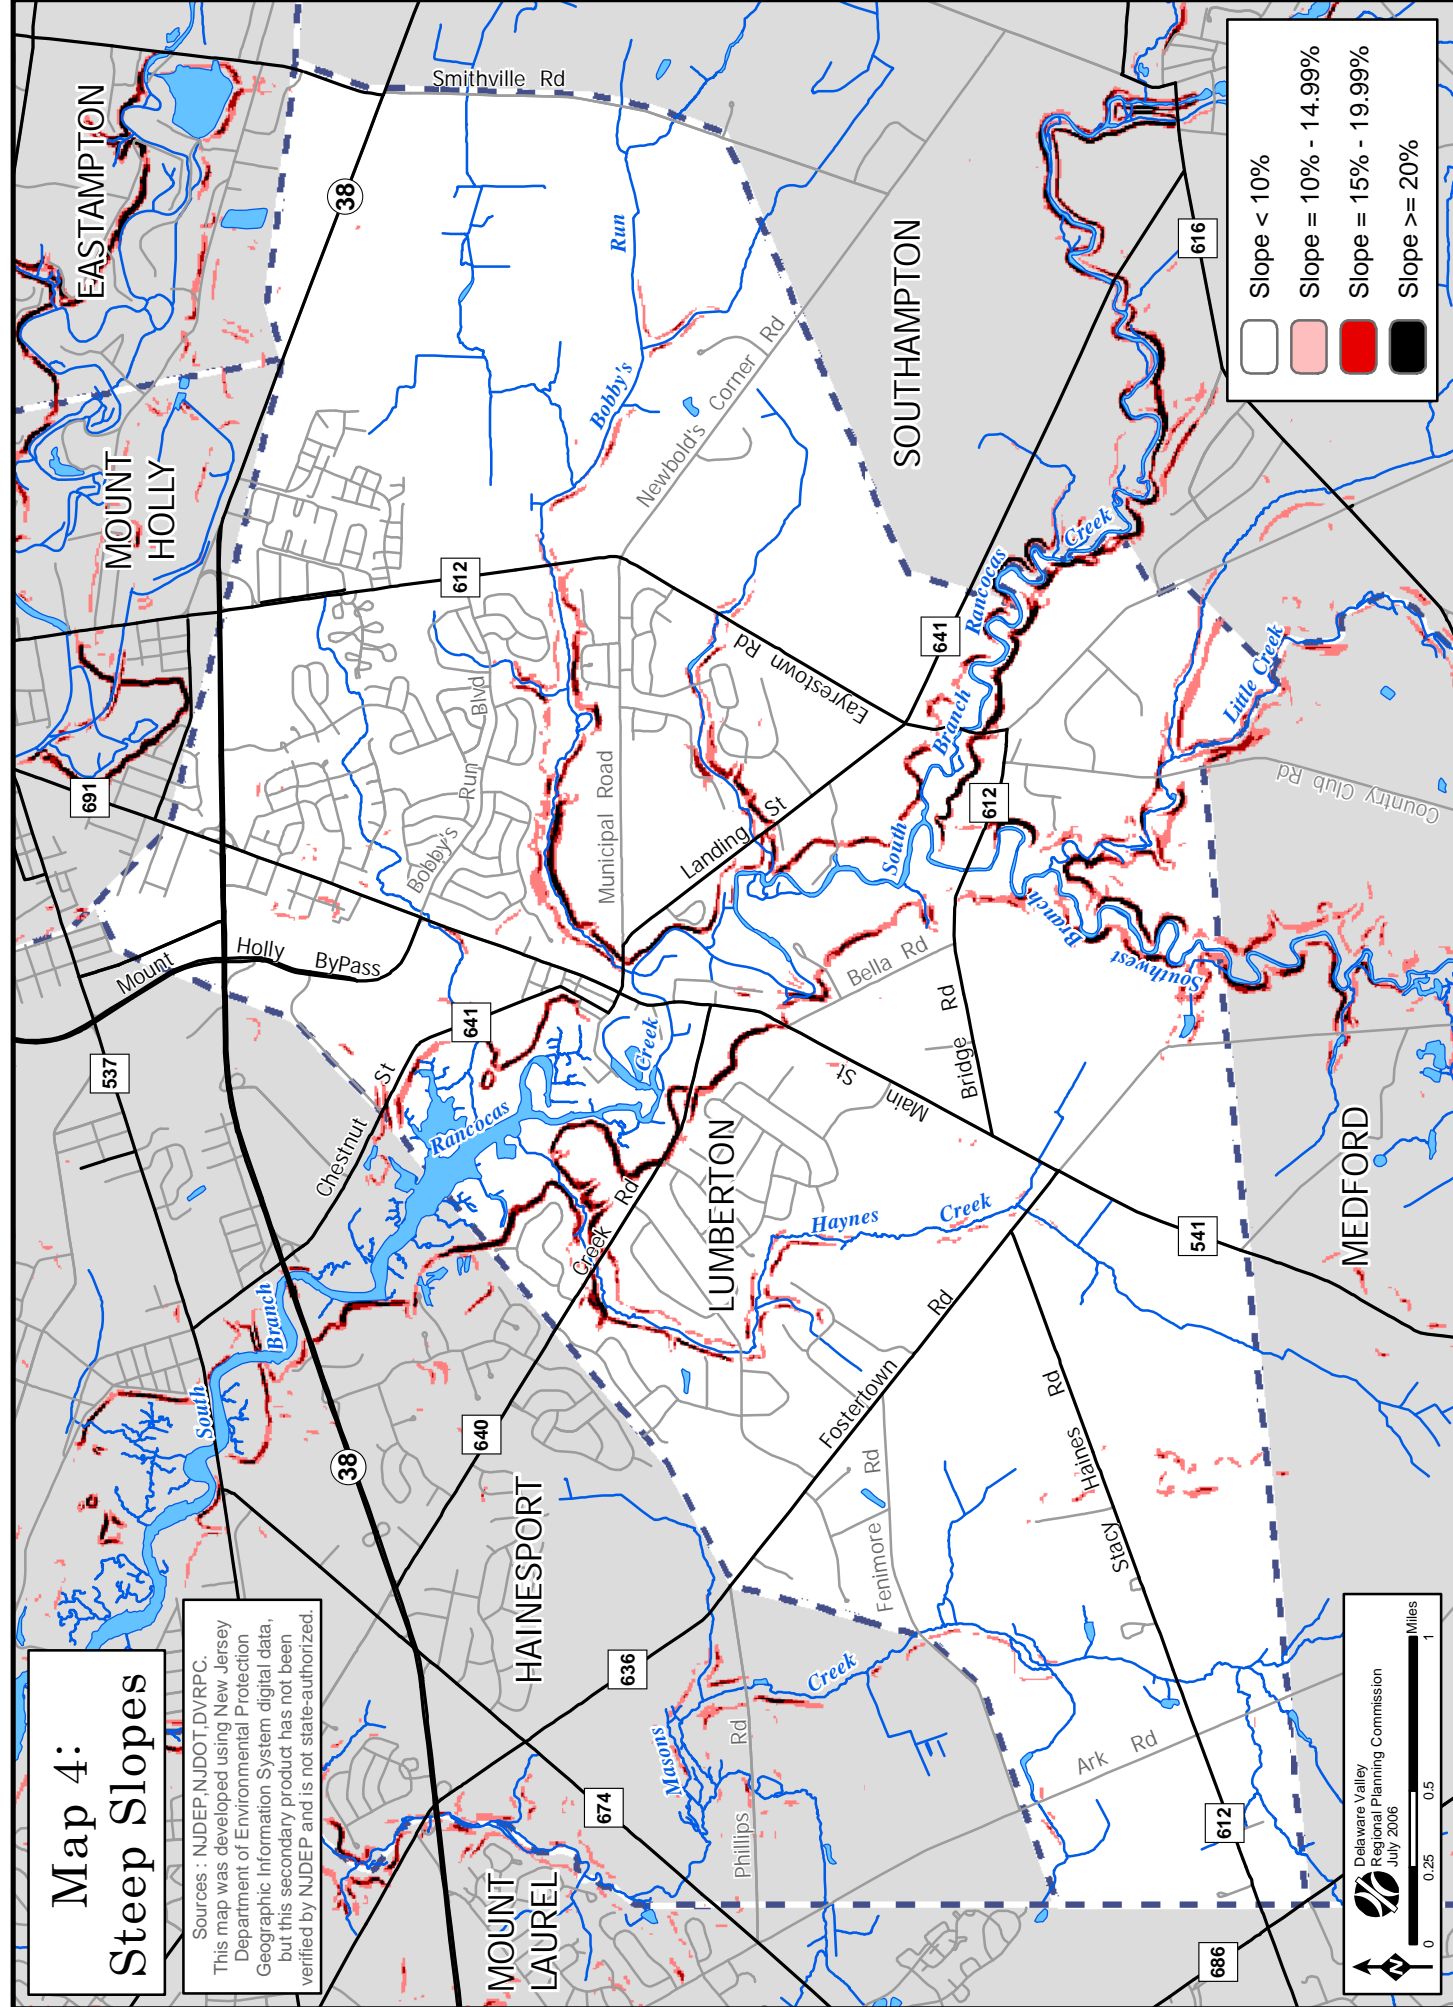 Map 4:
Steep Slopes
Sources : NJDEP,NJDOT,DVRPC.
This map was developed using New Jersey
Department of Environmental Protection
Geographic Information System digital data,
but this secondary product has not been
verified by NJDEP and is not state-authorized.
EASTAMPTON
MOUNT
HOLLY
SOUTHAMPTON
MEDFORD
LUMBERTON
HAINESPORT
MOUNT
LAUREL
Smithville Rd
38
Run
Bobby's
Newbold's Corner Rd
612
Eayrestown Rd
641
Rancocas
Creek
Branch
South
616
Little Creek
Country Club Rd
612
Branch
Southwest
691
Bobby's Run Blvd
Municipal Road
Landing St
Mount Holly ByPass
537
641
Chestnut St
Rancocas
Creek
Bella Rd
Bridge Rd
Main St
541
Creek Rd
Haynes Creek
South Branch
38
640
Fostertown Rd
Fenimore Rd
Stacy Haines Rd
636
Masons Creek
Phillips Rd
Ark Rd
674
612
686
Slope < 10%
Slope = 10% - 14.99%
Slope = 15% - 19.99%
Slope >= 20%
N
Delaware Valley
Regional Planning Commission
July 2006
0 0.25 0.5 1
Miles